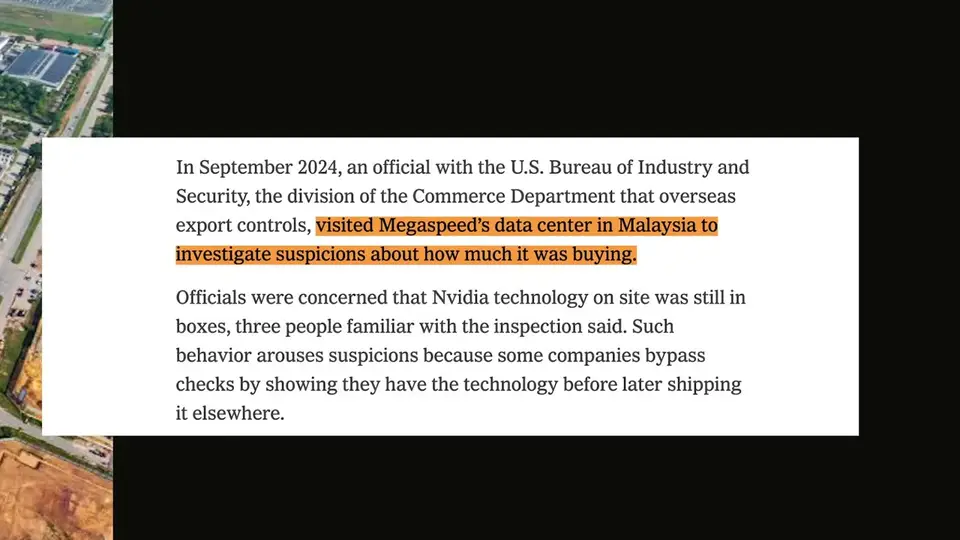 In September 2024, an official with the U.S. Bureau of Industry and
Security, the division of the Commerce Department that overseas
export controls, visited Megaspeed’s data center in Malaysia to
investigate suspicions about how much it was buying.
Officials were concerned that Nvidia technology on site was still in
boxes, three people familiar with the inspection said. Such
behavior arouses suspicions because some companies bypass
checks by showing they have the technology before later shipping
it elsewhere.